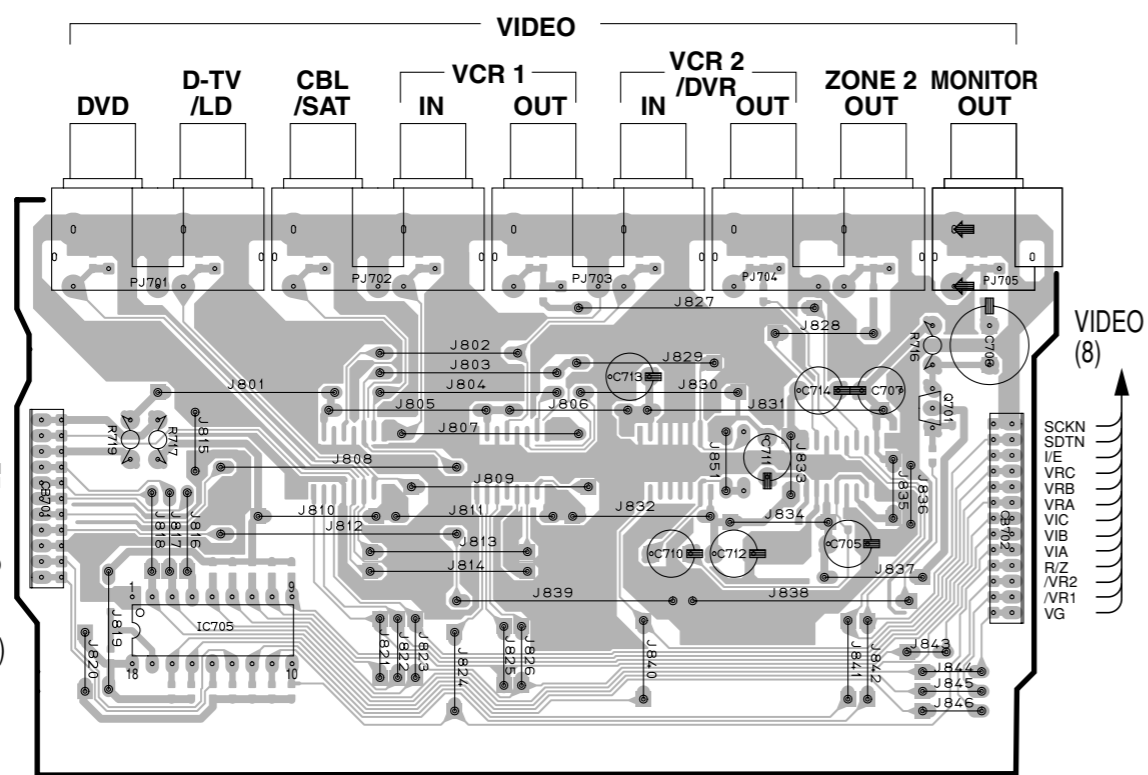 VIDEO
DVD
D-TV
/LD
CBL
/SAT
VCR 1
IN
OUT
VCR 2
/DVR
IN
OUT
ZONE 2
OUT
MONITOR
OUT
PJ701
PJ702
PJ703
PJ704
PJ705
J827
J828
R716
C708
VIDEO
(8)
J802
J803
J829
J801
J804
C713
J830
C714
C707
J805
J806
J831
Q701
J807
R719
R717
J815
J808
J851
C711
J833
J809
J835
J836
J810
J811
J832
J812
J834
J818
J817
J816
J813
C710
C712
C705
J814
J837
J839
J838
CB702
SCKN
SDTN
I/E
VRC
VRB
VRA
VIC
VIB
VIA
R/Z
/VR2
/VR1
VG
1
9
IC705
18
10
J819
J820
J821
J822
J823
J824
J825
J826
J840
J841
J842
J843
J844
J845
J846
)